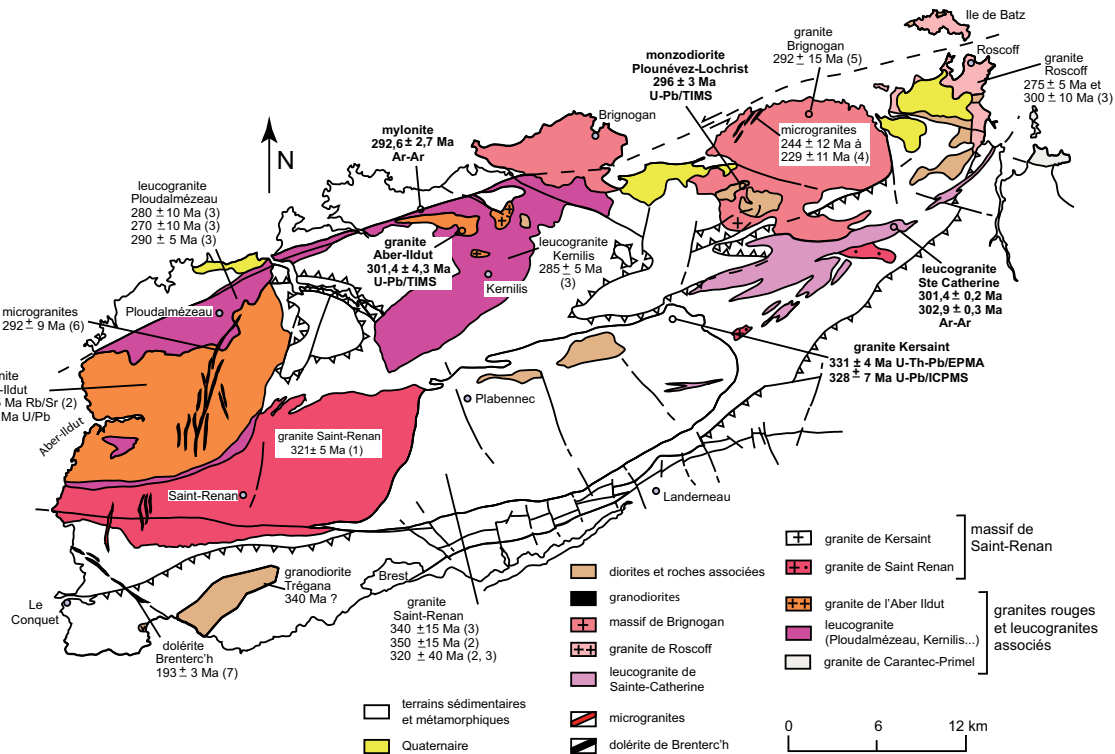 Ile de Batz
Roscoff
granite
Roscoff
275 ± 5 Ma et
300 ± 10 Ma (3)
granite
Brignogan
292 ± 15 Ma (5)
monzodiorite
Plounévez-Lochrist
296 ± 3 Ma
U-Pb/TIMS
Brignogan
microgranites
244 ± 12 Ma à
229 ± 11 Ma (4)
mylonite
292,6 ± 2,7 Ma
Ar-Ar
N
leucogranite
Ploudalmézeau
280 ± 10 Ma (3)
270 ± 10 Ma (3)
290 ± 5 Ma (3)
granite
Aber-Ildut
301,4 ± 4,3 Ma
U-Pb/TIMS
leucogranite
Kernilis
285 ± 5 Ma
(3)
Kernilis
leucogranite
Ste Catherine
301,4 ± 0,2 Ma
302,9 ± 0,3 Ma
Ar-Ar
microgranites
292 ± 9 Ma (6)
Ploudalmézeau
granite Kersaint
331 ± 4 Ma U-Th-Pb/EPMA
328 ± 7 Ma U-Pb/ICPMS
Ma Rb/Sr (2)
Ma U/Pb
Aber-Ildut
Plabennec
granite Saint-Renan
321± 5 Ma (1)
Saint-Renan
Landerneau
Brest
granodiorite
Trégana
340 Ma ?
Le
Conquet
dolérite
Brenterc'h
193 ± 3 Ma (7)
granite
Saint-Renan
340 ±15 Ma (3)
350 ±15 Ma (2)
320 ± 40 Ma (2, 3)
terrains sédimentaires
et métamorphiques
Quaternaire
diorites et roches associées
granodiorites
massif de Brignogan
granite de Roscoff
leucogranite de
Sainte-Catherine
microgranites
dolérite de Brenterc'h
granite de Kersaint
granite de Saint Renan
massif de
Saint-Renan
granite de l'Aber Ildut
leucogranite
(Ploudalmézeau, Kernilis...)
granite de Carantec-Primel
granites rouges
et leucogranites
associés
0 6 12 km